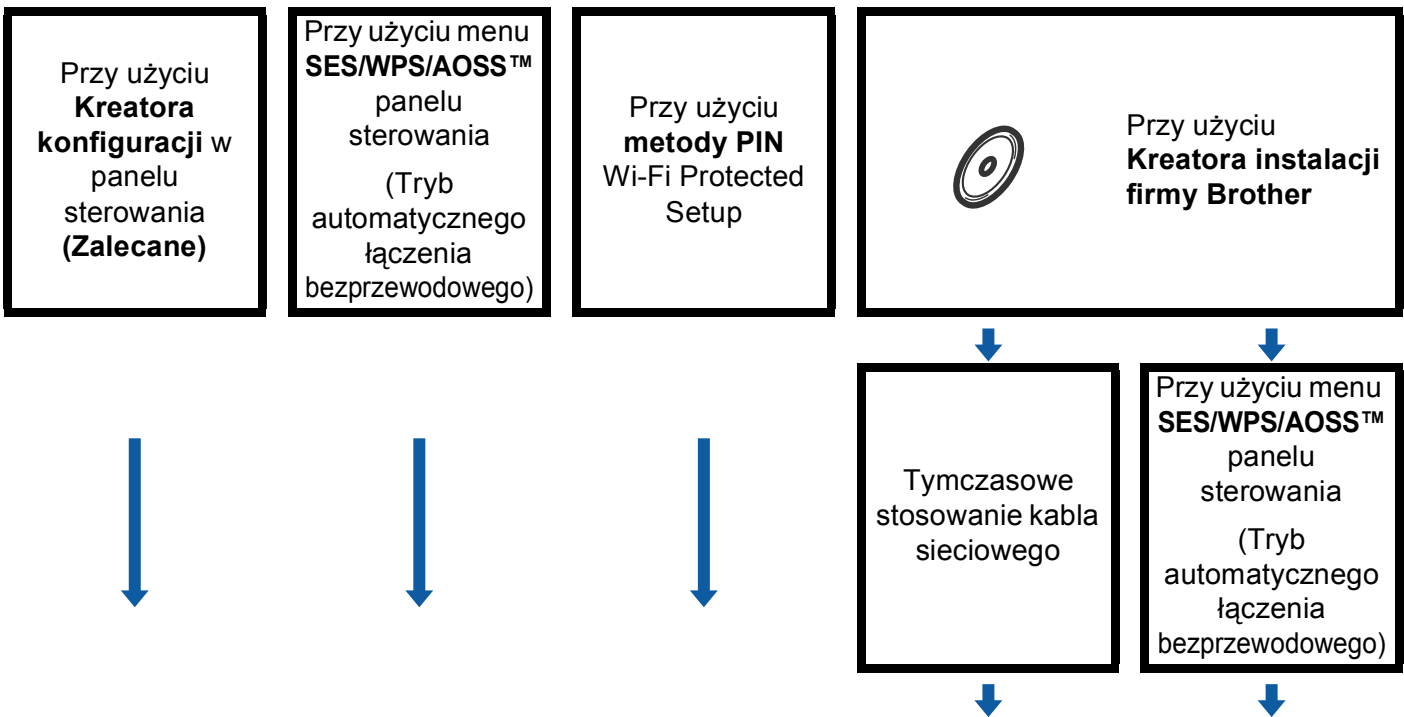 Przy użyciu
Kreatora
konfiguracji w
panelu
sterowania
(Zalecane)
Przy użyciu menu
SES/WPS/AOSS™
panelu
sterowania
(Tryb
automatycznego
łączenia
bezprzewodowego)
Przy użyciu
metody PIN
Wi-Fi Protected
Setup
Przy użyciu
Kreatora instalacji
firmy Brother
Tymczasowe
stosowanie kabla
sieciowego
Przy użyciu menu
SES/WPS/AOSS™
panelu
sterowania
(Tryb
automatycznego
łączenia
bezprzewodowego)